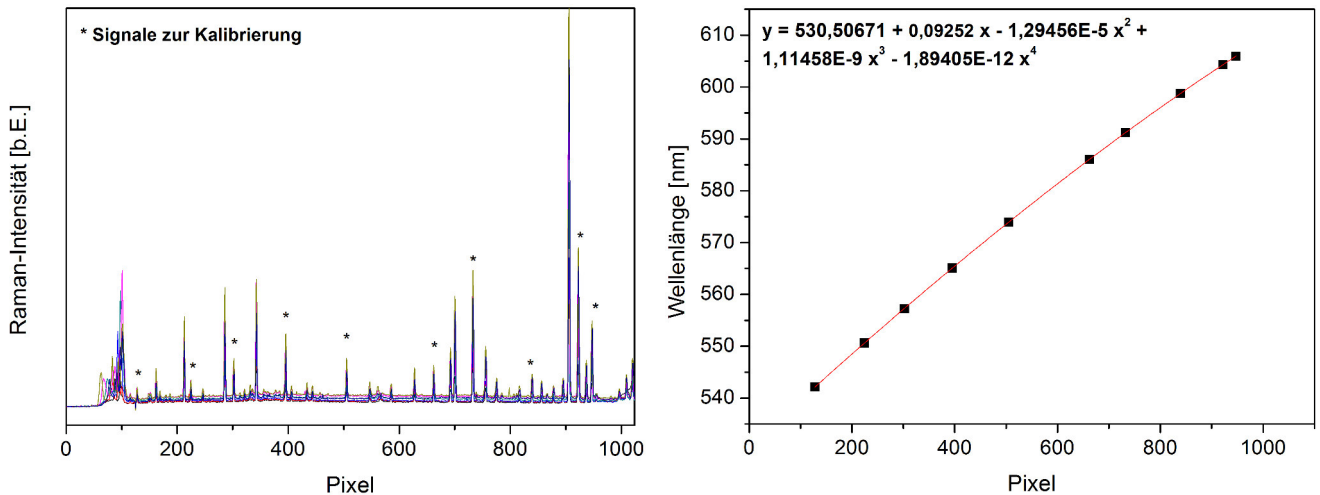 * Signale zur Kalibrierung
Raman-Intensität [b.E.]
*
*
*
*
*
*
*
*
*
*
0 200 400 600 800 1000
Pixel
y = 530,50671 + 0,09252 x - 1,29456E-5 x² +
1,11458E-9 x³ - 1,89405E-12 x⁴
Wellenlänge [nm]
610
600
590
580
570
560
550
540
0 200 400 600 800 1000
Pixel